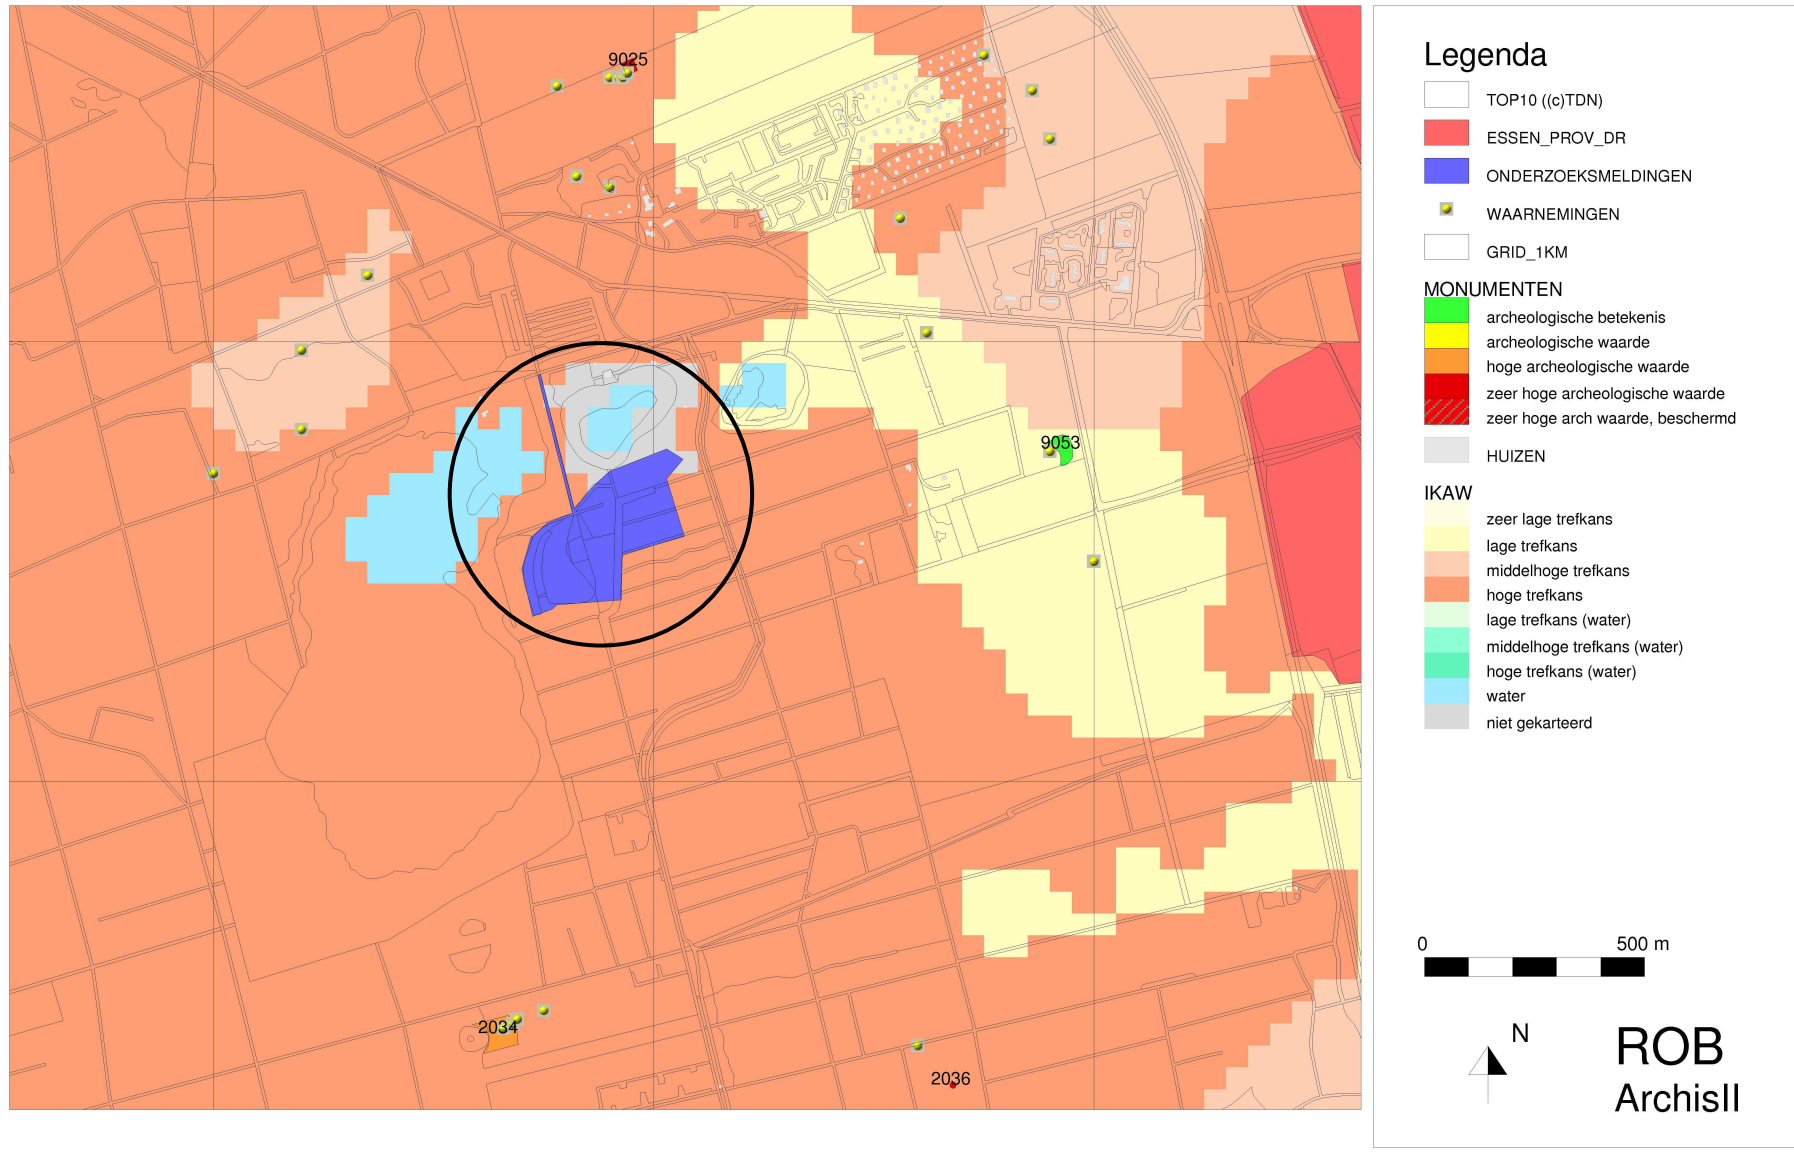 9025
9053
2034
2036
Legenda
TOP10 ((c)TDN)
ESSEN_PROV_DR
ONDERZOEKSMELDINGEN
WAARNEMINGEN
GRID_1KM
MONUMENTEN
archeologische betekenis
archeologische waarde
hoge archeologische waarde
zeer hoge archeologische waarde
zeer hoge arch waarde, beschermd
HUIZEN
IKAW
zeer lage trefkans
lage trefkans
middelhoge trefkans
hoge trefkans
lage trefkans (water)
middelhoge trefkans (water)
hoge trefkans (water)
water
niet gekarteerd
0 500 m
N
ROB
ArchisII